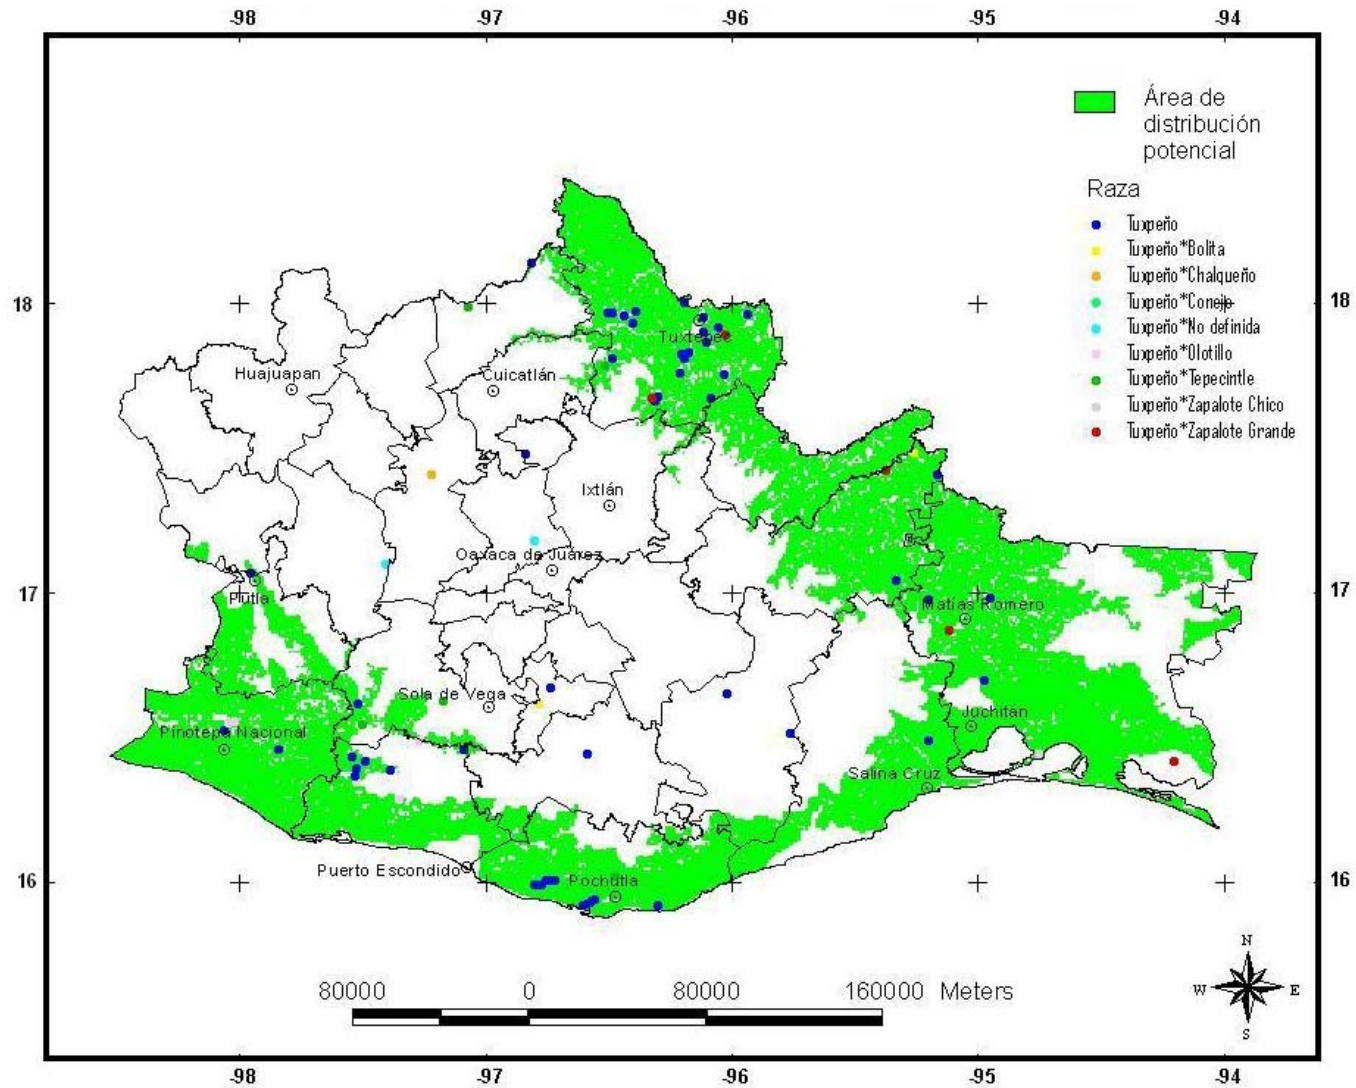 -98 -97 -96 -95 -94
Área de
distribución
potencial
Raza
Tuxpeño
Tuxpeño*Bolita
Tuxpeño*Chalqueño
Tuxpeño*Conejo
Tuxpeño*No definida
Tuxpeño*Olotillo
Tuxpeño*Tepecintle
Tuxpeño*Zapalote Chico
Tuxpeño*Zapalote Grande
18 18
Tuxtepec
Huajuapan
Cuicatlán
Ixtlán
Oaxaca de Juárez
17 17
Putla
Matías Romero
Sola de Vega
Pinotepa Nacional
Juchitán
Salina Cruz
Puerto Escondido
Pochutla
16 16
N
W E
S
80000 0 80000 160000 Meters
-98 -97 -96 -95 -94